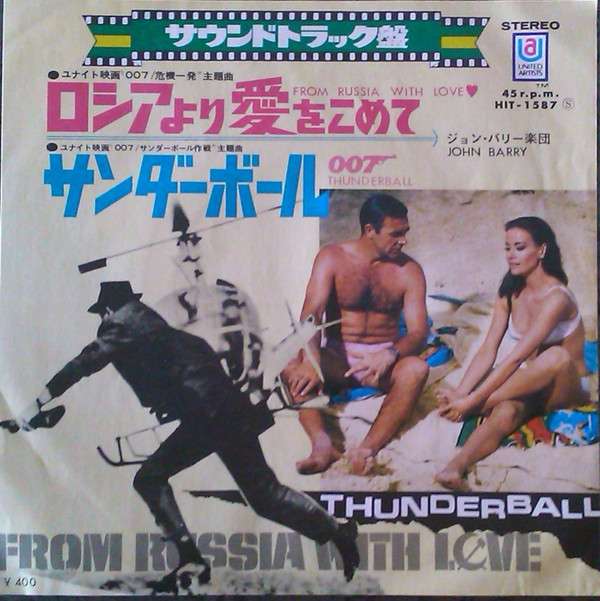 サウンドトラック盤
STEREO
UNITED
ARTISTS
TM
45 r.p.m.
HIT-1587 Ⓢ
●ユナイト映画“007/危機一発”主題曲
FROM RUSSIA WITH LOVE♥
ロシアより愛をこめて
●ユナイト映画 007/サンダーボール作戦”主題曲
サンダーボール
007
THUNDERBALL
ジョン・バリー楽団
JOHN BARRY
THUNDERBALL
FROM RUSSIA WITH LOVE
¥400